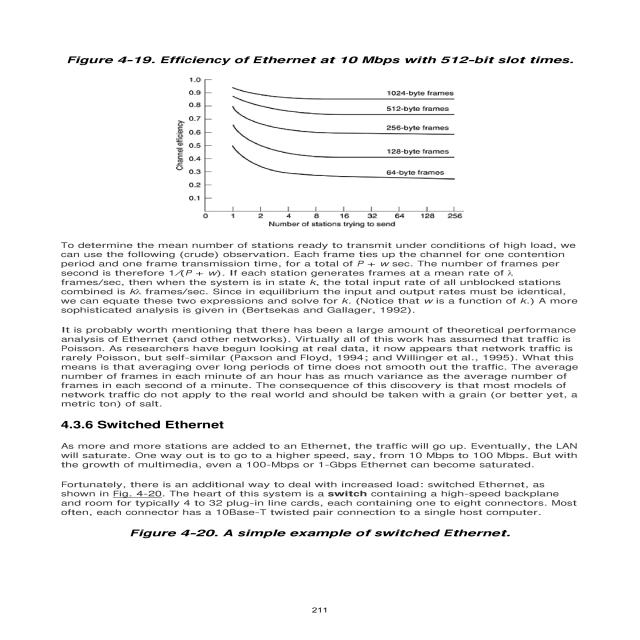 Figure 4-19. Efficiency of Ethernet at 10 Mbps with 512-bit slot times.
1.0
0.9
0.8
0.7
0.6
0.5
0.4
0.3
0.2
0.1
Channel efficiency
1024-byte frames
512-byte frames
256-byte frames
128-byte frames
64-byte frames
0 1 2 4 8 16 32 64 128 256
Number of stations trying to send
To determine the mean number of stations ready to transmit under conditions of high load, we
can use the following (crude) observation. Each frame ties up the channel for one contention
period and one frame transmission time, for a total of P + w sec. The number of frames per
second is therefore 1/(P + w). If each station generates frames at a mean rate of λ
frames/sec, then when the system is in state k, the total input rate of all unblocked stations
combined is kλ frames/sec. Since in equilibrium the input and output rates must be identical,
we can equate these two expressions and solve for k. (Notice that w is a function of k.) A more
sophisticated analysis is given in (Bertsekas and Gallager, 1992).
It is probably worth mentioning that there has been a large amount of theoretical performance
analysis of Ethernet (and other networks). Virtually all of this work has assumed that traffic is
Poisson. As researchers have begun looking at real data, it now appears that network traffic is
rarely Poisson, but self-similar (Paxson and Floyd, 1994; and Willinger et al., 1995). What this
means is that averaging over long periods of time does not smooth out the traffic. The average
number of frames in each minute of an hour has as much variance as the average number of
frames in each second of a minute. The consequence of this discovery is that most models of
network traffic do not apply to the real world and should be taken with a grain (or better yet, a
metric ton) of salt.
4.3.6 Switched Ethernet
As more and more stations are added to an Ethernet, the traffic will go up. Eventually, the LAN
will saturate. One way out is to go to a higher speed, say, from 10 Mbps to 100 Mbps. But with
the growth of multimedia, even a 100-Mbps or 1-Gbps Ethernet can become saturated.
Fortunately, there is an additional way to deal with increased load: switched Ethernet, as
shown in Fig. 4-20. The heart of this system is a switch containing a high-speed backplane
and room for typically 4 to 32 plug-in line cards, each containing one to eight connectors. Most
often, each connector has a 10Base-T twisted pair connection to a single host computer.
Figure 4-20. A simple example of switched Ethernet.
211